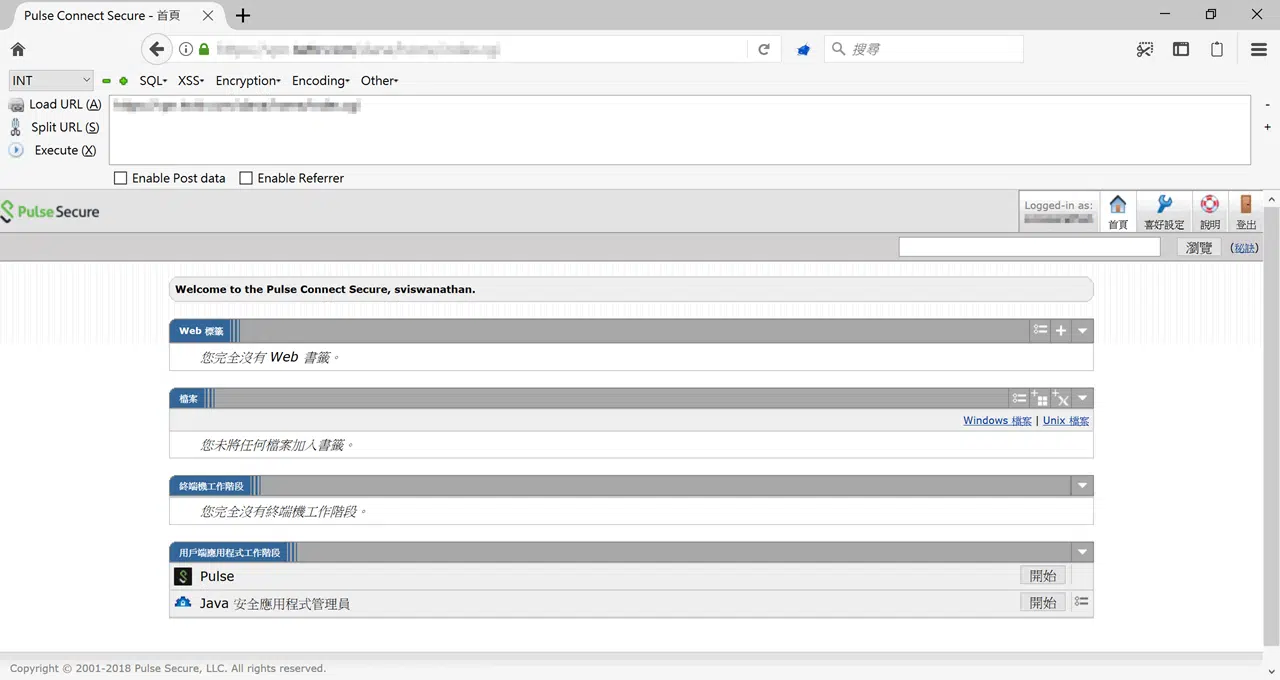 Pulse Connect Secure - 首頁
搜尋
INT SQL XSS Encryption Encoding Other
Load URL (A)
Split URL (S)
Execute (X)
Enable Post data Enable Referrer
Pulse Secure
Logged-in as:
首頁 喜好設定 說明 登出
瀏覽 (秘訣)
Welcome to the Pulse Connect Secure, sviswanathan.
Web 標籤
您完全沒有 Web 書籤。
檔案
Windows 檔案 | Unix 檔案
您未將任何檔案加入書籤。
終端機工作階段
您完全沒有終端機工作階段。
用戶端應用程式工作階段
Pulse 開始
Java 安全應用程式管理員 開始
Copyright © 2001-2018 Pulse Secure, LLC. All rights reserved.